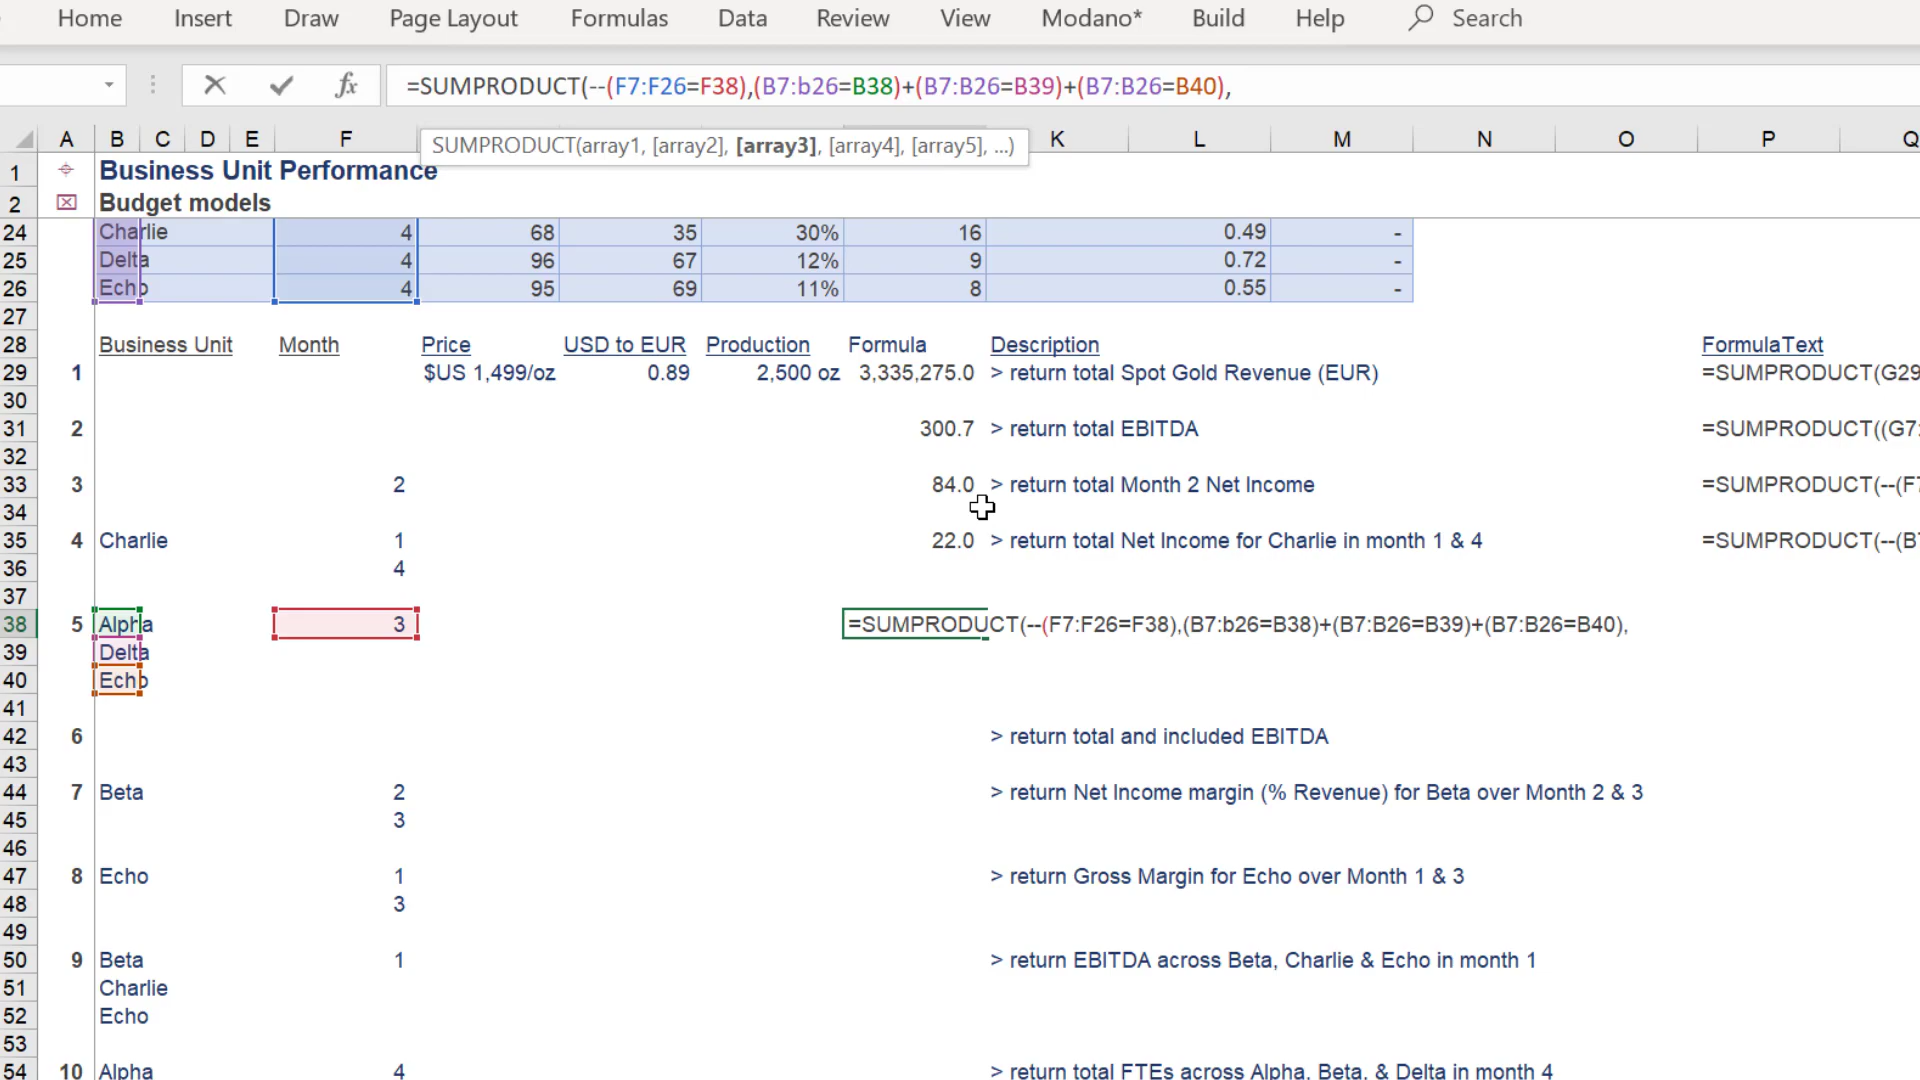 Home Insert Draw Page Layout Formulas Data Review View Modano* Build Help Search
fx =SUMPRODUCT(--(F7:F26=F38),(B7:b26=B38)+(B7:B26=B39)+(B7:B26=B40),
SUMPRODUCT(array1, [array2], [array3], [array4], [array5], ...)
A B C D E F K L M N O P Q
1 Business Unit Performance
2 Budget models
24 Charlie 4 68 35 30% 16 0.49 -
25 Delta 4 96 67 12% 9 0.72 -
26 Echo 4 95 69 11% 8 0.55 -
27
28 Business Unit Month Price USD to EUR Production Formula Description FormulaText
29 1 $US 1,499/oz 0.89 2,500 oz 3,335,275.0 > return total Spot Gold Revenue (EUR) =SUMPRODUCT(G29
30
31 2 300.7 > return total EBITDA =SUMPRODUCT((G7:
32
33 3 2 84.0 > return total Month 2 Net Income =SUMPRODUCT(--(F7
34
35 4 Charlie 1 22.0 > return total Net Income for Charlie in month 1 & 4 =SUMPRODUCT(--(B7
36 4
37
38 5 Alpha 3 =SUMPRODUCT(--(F7:F26=F38),(B7:b26=B38)+(B7:B26=B39)+(B7:B26=B40),
39 Delta
40 Echo
41
42 6 > return total and included EBITDA
43
44 7 Beta 2 > return Net Income margin (% Revenue) for Beta over Month 2 & 3
45 3
46
47 8 Echo 1 > return Gross Margin for Echo over Month 1 & 3
48 3
49
50 9 Beta 1 > return EBITDA across Beta, Charlie & Echo in month 1
51 Charlie
52 Echo
53
54 10 Alpha 4 > return total FTEs across Alpha, Beta, & Delta in month 4